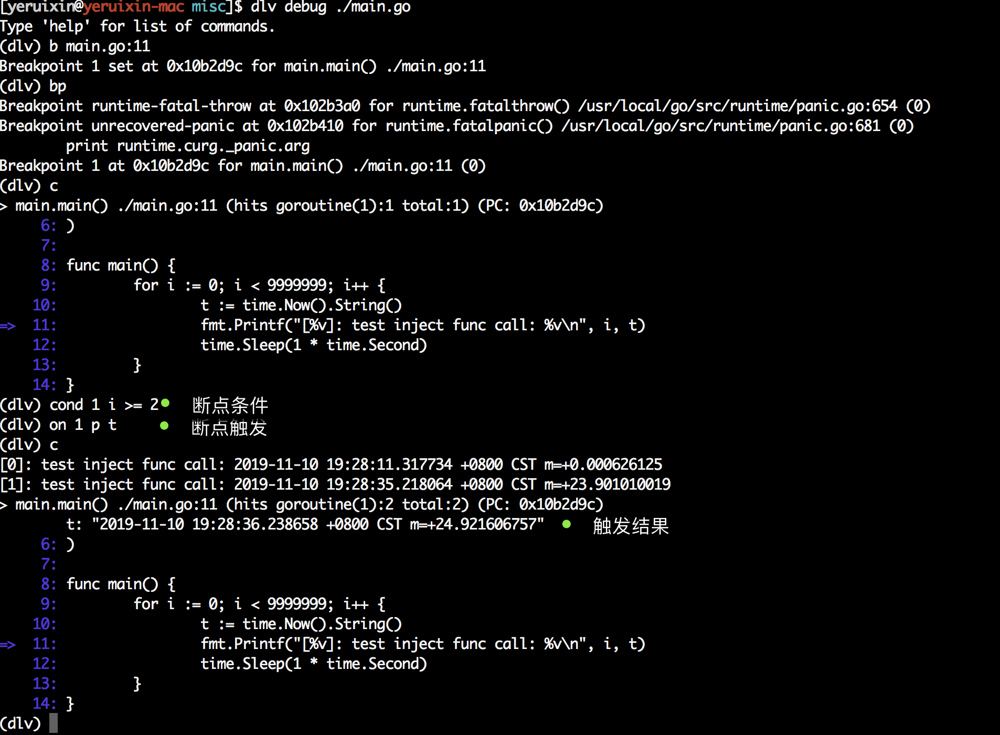 [yeruixin@yeruixin-mac misc]$ dlv debug ./main.go
Type 'help' for list of commands.
(dlv) b main.go:11
Breakpoint 1 set at 0x10b2d9c for main.main() ./main.go:11
(dlv) bp
Breakpoint runtime-fatal-throw at 0x102b3a0 for runtime.fatalthrow() /usr/local/go/src/runtime/panic.go:654 (0)
Breakpoint unrecovered-panic at 0x102b410 for runtime.fatalpanic() /usr/local/go/src/runtime/panic.go:681 (0)
        print runtime.curg._panic.arg
Breakpoint 1 at 0x10b2d9c for main.main() ./main.go:11 (0)
(dlv) c
> main.main() ./main.go:11 (hits goroutine(1):1 total:1) (PC: 0x10b2d9c)
     6: )
     7:
     8: func main() {
     9:         for i := 0; i < 9999999; i++ {
    10:                 t := time.Now().String()
=>  11:                 fmt.Printf("[%v]: test inject func call: %v\n", i, t)
    12:                 time.Sleep(1 * time.Second)
    13:         }
    14: }
(dlv) cond 1 i >= 2 断点条件
(dlv) on 1 p t 断点触发
(dlv) c
[0]: test inject func call: 2019-11-10 19:28:11.317734 +0800 CST m=+0.000626125
[1]: test inject func call: 2019-11-10 19:28:35.218064 +0800 CST m=+23.901010019
> main.main() ./main.go:11 (hits goroutine(1):2 total:2) (PC: 0x10b2d9c)
        t: "2019-11-10 19:28:36.238658 +0800 CST m=+24.921606757" 触发结果
     6: )
     7:
     8: func main() {
     9:         for i := 0; i < 9999999; i++ {
    10:                 t := time.Now().String()
=>  11:                 fmt.Printf("[%v]: test inject func call: %v\n", i, t)
    12:                 time.Sleep(1 * time.Second)
    13:         }
    14: }
(dlv)